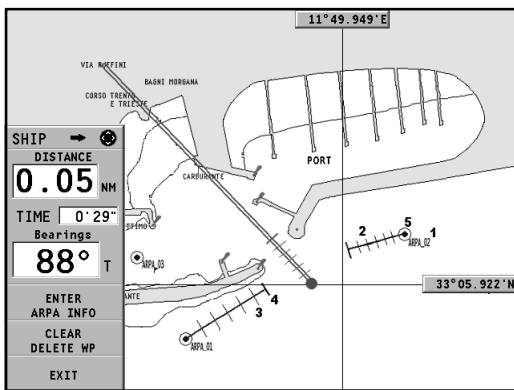 11°49.949'E
VIA RUFFINI
BAGNI MORGANA
CORSO TRENTO
E TRIESTE
PORT
CARBURANTE
SHIP
DISTANCE
0.05 NM
TIME 0'29"
Bearings
88° T
ENTER
ARPA INFO
CLEAR
DELETE WP
EXIT
ARPA_03
5
2
1
ARPA_02
33°05.922'N
4
3
ARPA_01